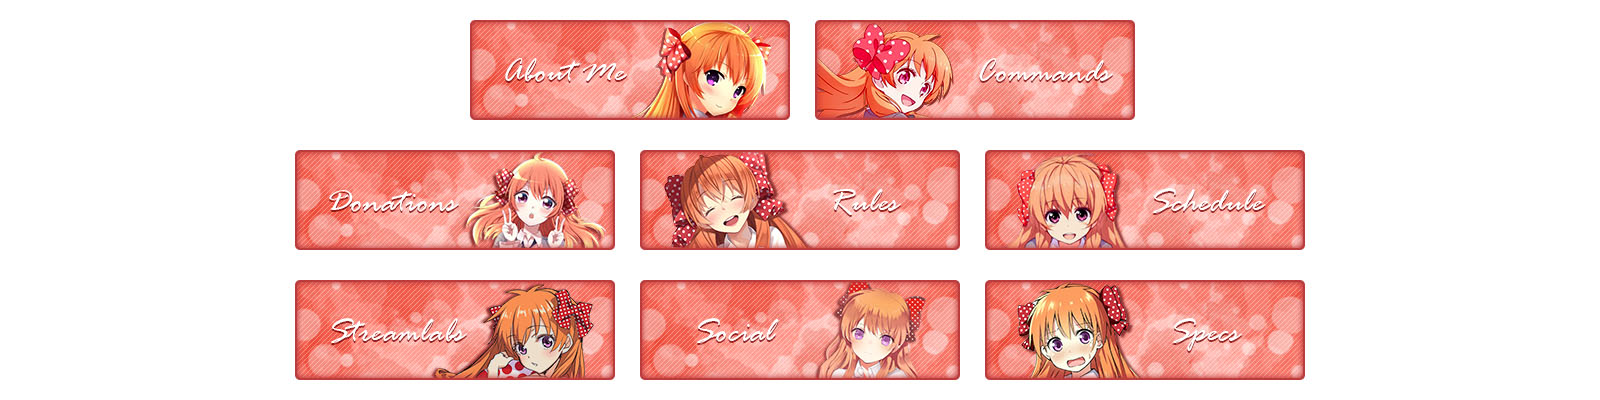 About Me
Commands
Donations
Rules
Schedule
Streamlabs
Social
Specs